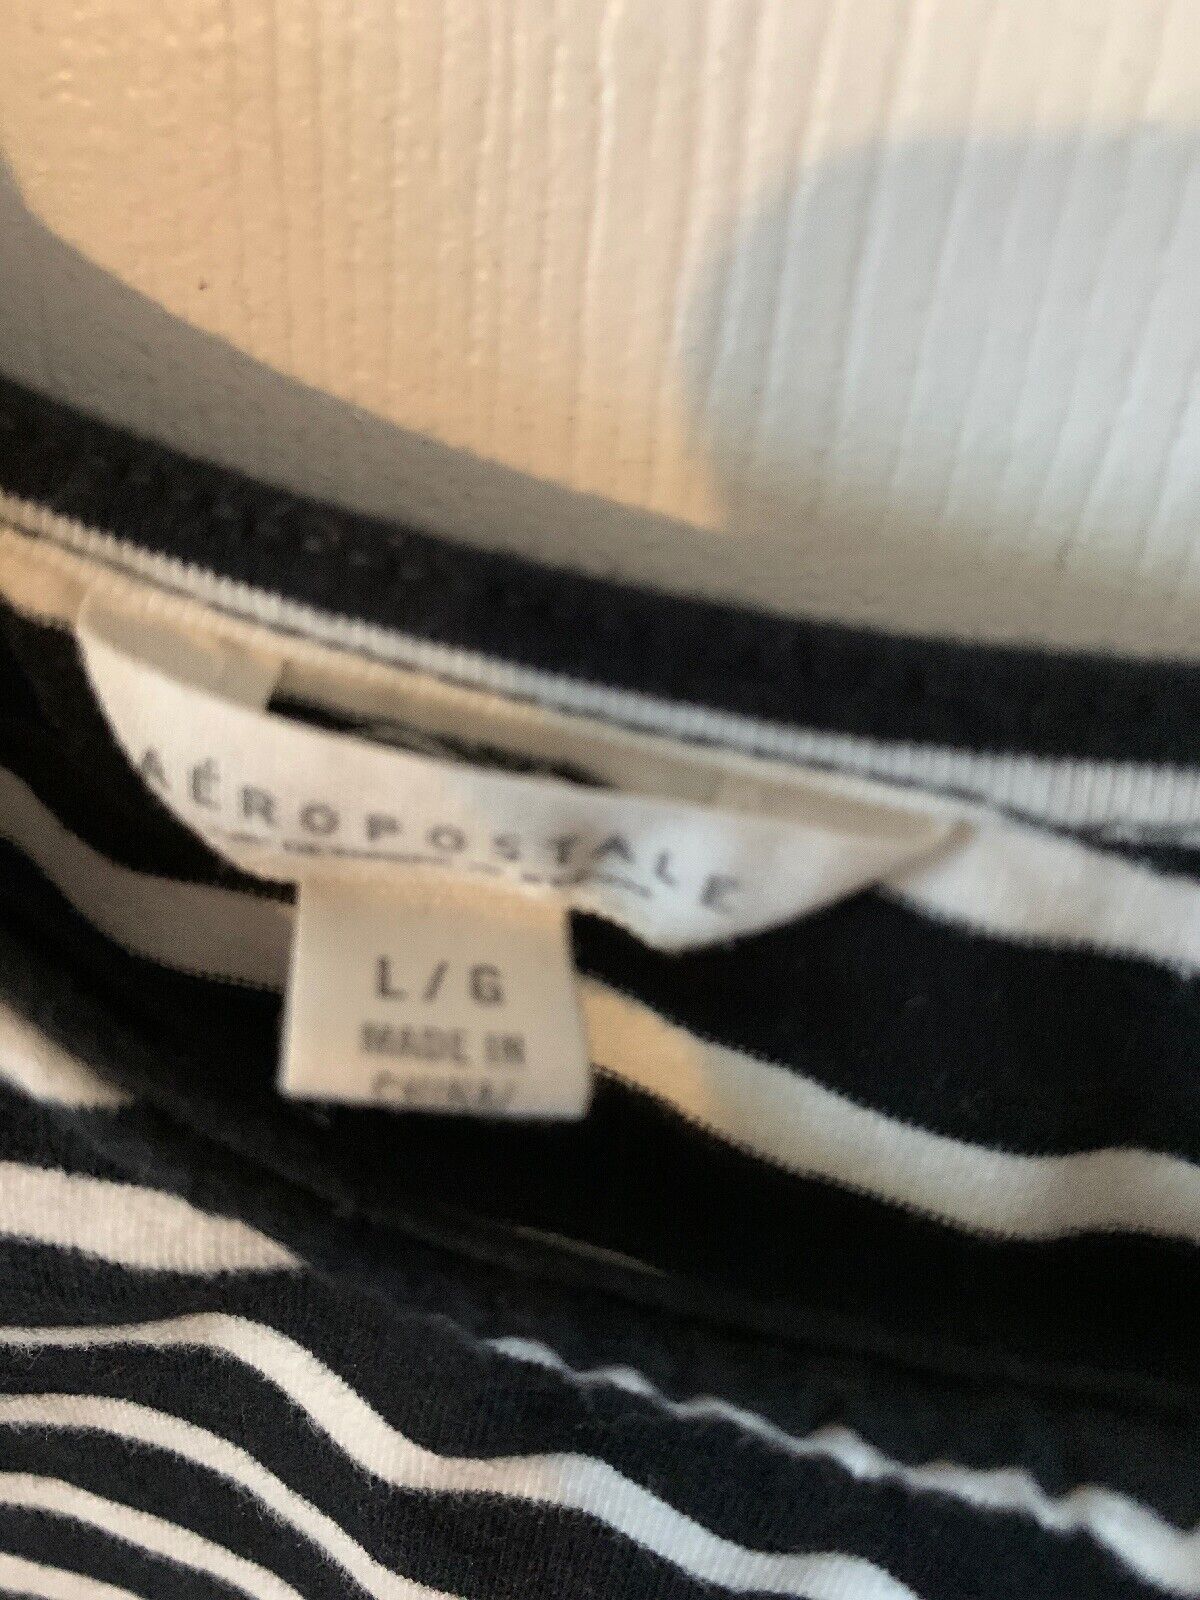 AÉROPOSTALE
L / G
MADE IN
CHINA/